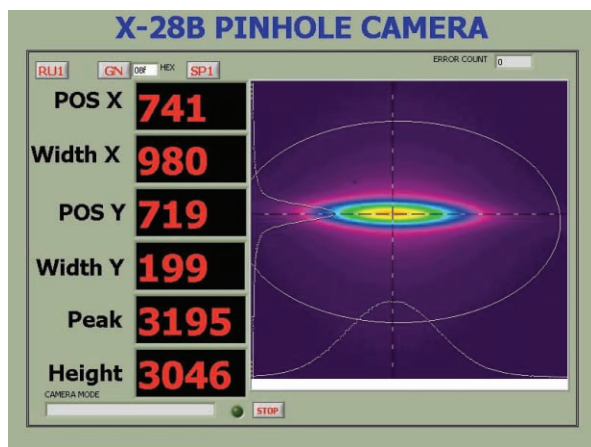 X-28B PINHOLE CAMERA
RU1 GN 08f HEX SP1 ERROR COUNT 0
POS X 741
Width X 980
POS Y 719
Width Y 199
Peak 3195
Height 3046
CAMERA MODE
STOP